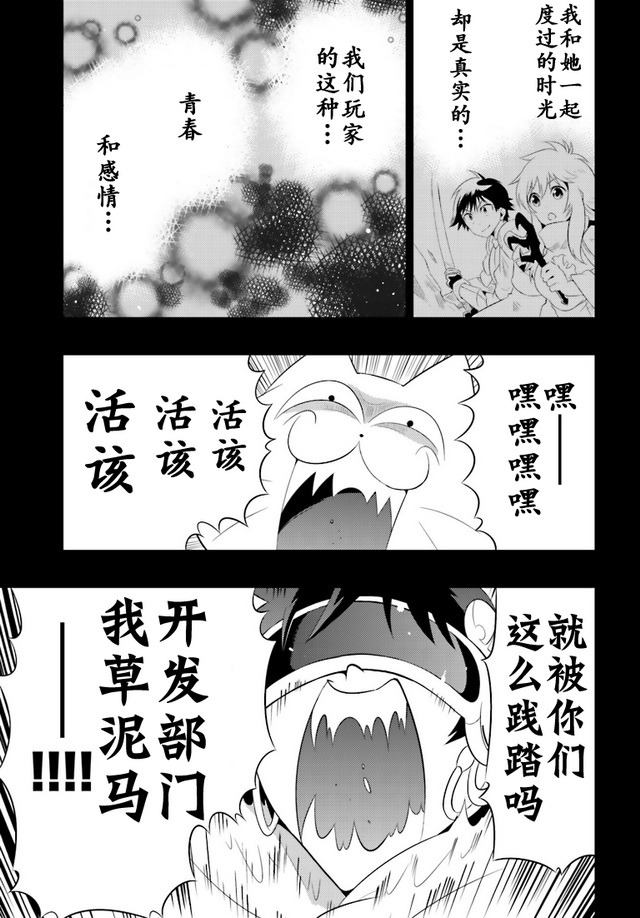 我和她一起
度过的时光
却是真实的…
我们玩家
的这种…
青春
和感情…
嘿——
嘿嘿嘿嘿
活该
活该
活该
就被你们
这么践踏吗
开发部门
我草泥马
——!!!!